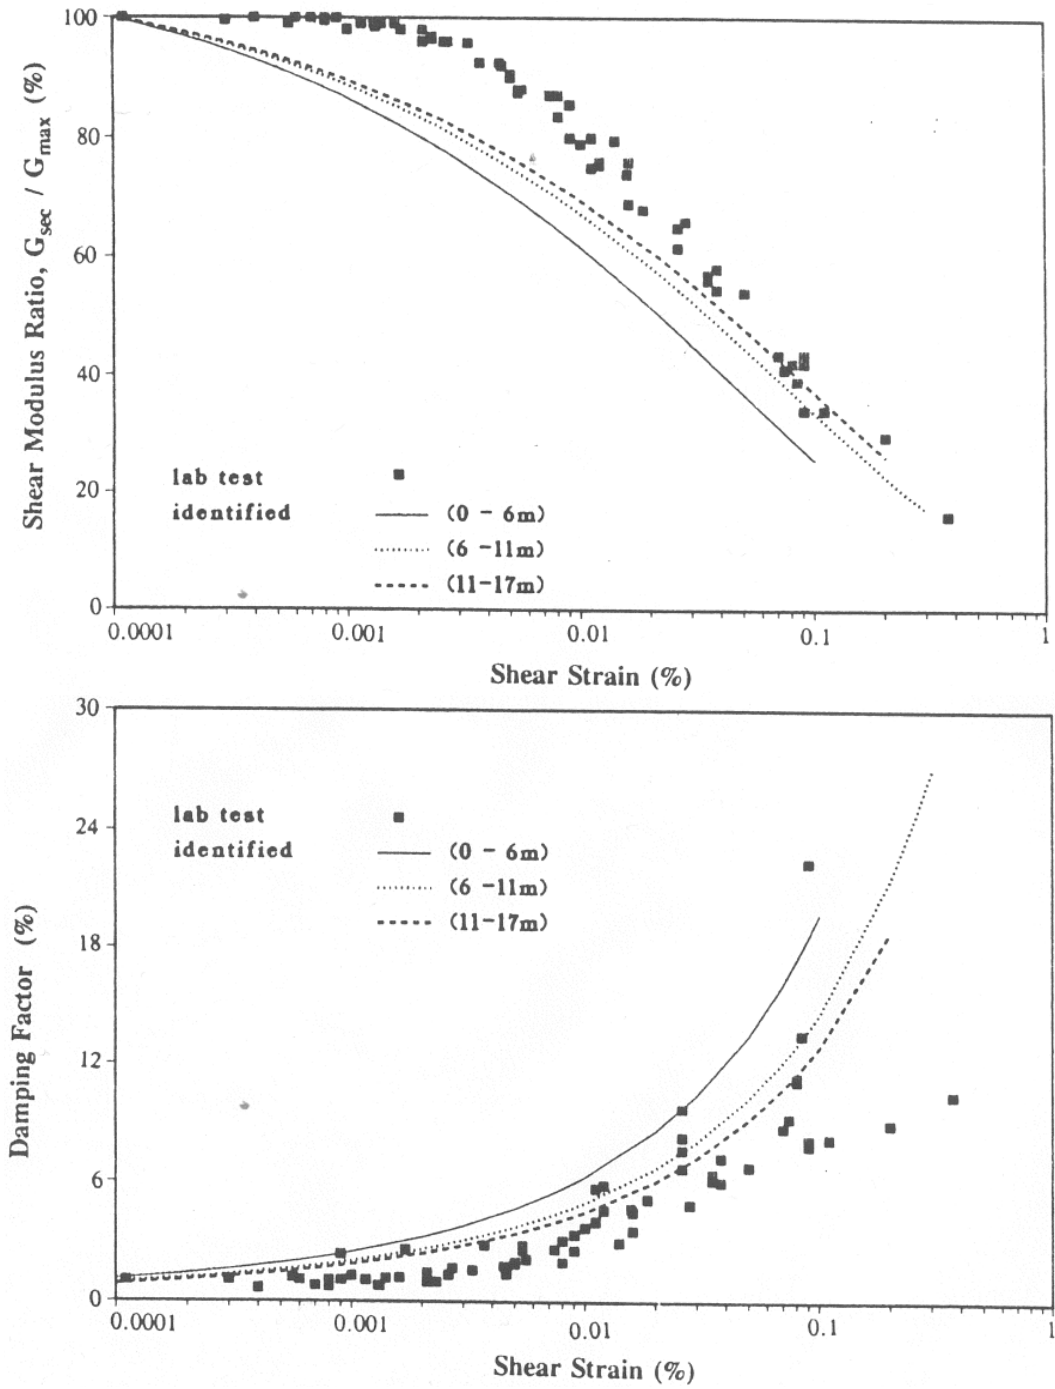 100
80
60
40
20
0
Shear Modulus Ratio, Gsec / Gmax (%)
lab test
identified
(0 - 6m)
(6 -11m)
(11-17m)
0.0001 0.001 0.01 0.1 1
Shear Strain (%)
30
24
18
12
6
0
Damping Factor (%)
lab test
identified
(0 - 6m)
(6 -11m)
(11-17m)
0.0001 0.001 0.01 0.1 1
Shear Strain (%)